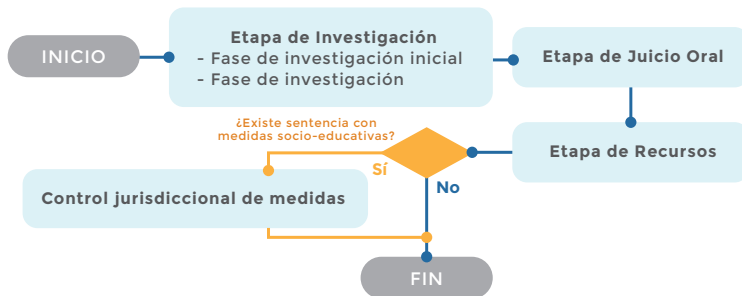 INICIO
Etapa de Investigación
- Fase de investigación inicial
- Fase de investigación
Etapa de Juicio Oral
Etapa de Recursos
¿Existe sentencia con
medidas socio-educativas?
Sí
No
Control jurisdiccional de medidas
FIN